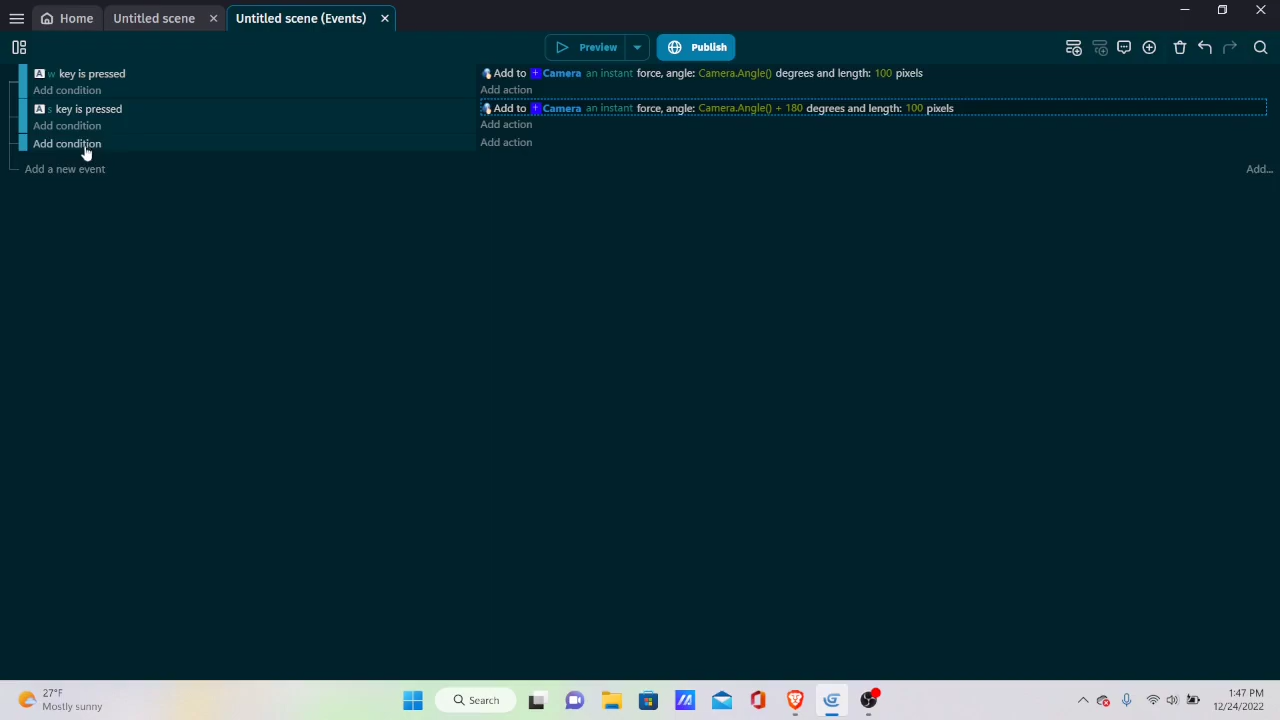 Home Untitled scene Untitled scene (Events)
Preview Publish
A w key is pressed Add to Camera an instant force, angle: Camera.Angle() degrees and length: 100 pixels
Add condition Add action
A s key is pressed Add to Camera an instant force, angle: Camera.Angle() + 180 degrees and length: 100 pixels
Add condition Add action
Add condition Add action
Add a new event Add...
27°F Search 1:47 PM
Mostly sunny 12/24/2022